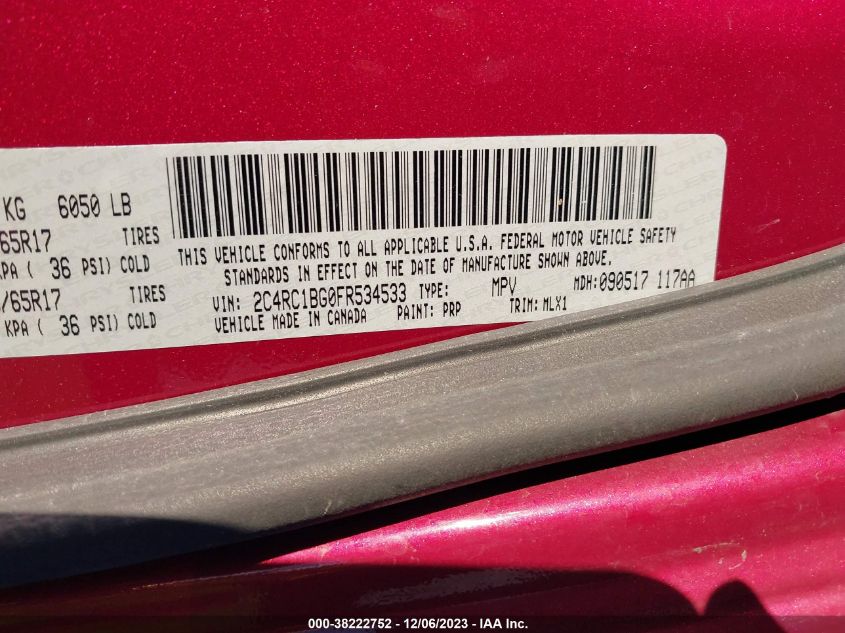 KG 6050 LB
/65R17 TIRES
KPA ( 36 PSI) COLD
/65R17 TIRES
KPA ( 36 PSI) COLD
THIS VEHICLE CONFORMS TO ALL APPLICABLE U.S.A. FEDERAL MOTOR VEHICLE SAFETY
STANDARDS IN EFFECT ON THE DATE OF MANUFACTURE SHOWN ABOVE.
VIN: 2C4RC1BG0FR534533 TYPE: MPV MDH:090517 117AA
VEHICLE MADE IN CANADA PAINT: PRP TRIM: MLX1
000-38222752 - 12/06/2023 - IAA Inc.